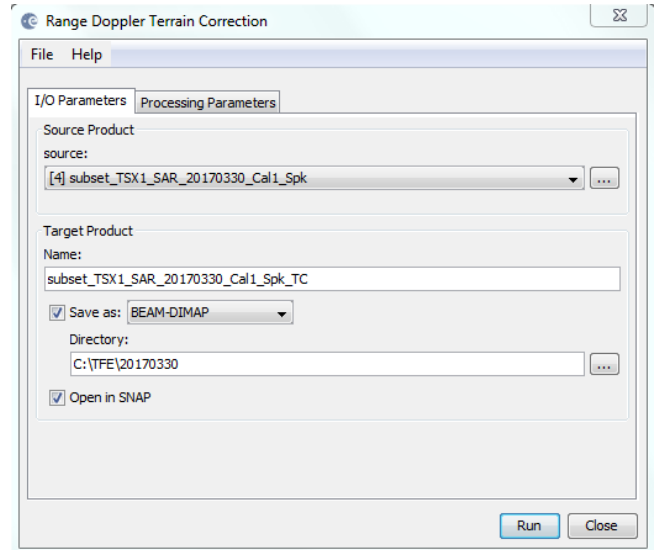 Range Doppler Terrain Correction
File Help
I/O Parameters Processing Parameters
Source Product
source:
[4] subset_TSX1_SAR_20170330_Cal1_Spk
...
Target Product
Name:
subset_TSX1_SAR_20170330_Cal1_Spk_TC
Save as: BEAM-DIMAP
Directory:
C:\TFE\20170330
...
Open in SNAP
Run Close